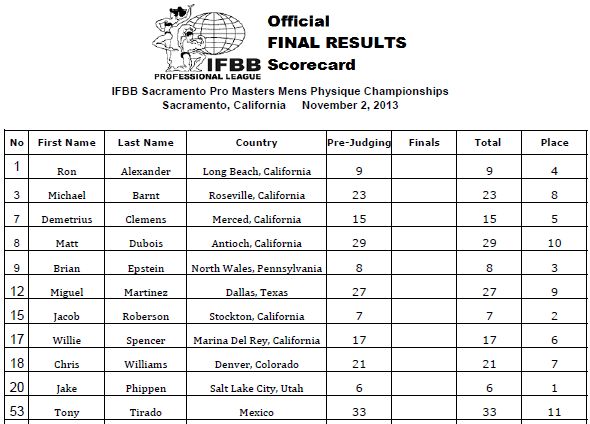 Official
FINAL RESULTS
Scorecard
IFBB
PROFESSIONAL LEAGUE
IFBB Sacramento Pro Masters Mens Physique Championships
Sacramento, California November 2, 2013
No First Name Last Name Country Pre-Judging Finals Total Place
1 Ron Alexander Long Beach, California 9 9 4
3 Michael Barnt Roseville, California 23 23 8
7 Demetrius Clemens Merced, California 15 15 5
8 Matt Dubois Antioch, California 29 29 10
9 Brian Epstein North Wales, Pennsylvania 8 8 3
12 Miguel Martinez Dallas, Texas 27 27 9
15 Jacob Roberson Stockton, California 7 7 2
17 Willie Spencer Marina Del Rey, California 17 17 6
18 Chris Williams Denver, Colorado 21 21 7
20 Jake Phippen Salt Lake City, Utah 6 6 1
53 Tony Tirado Mexico 33 33 11